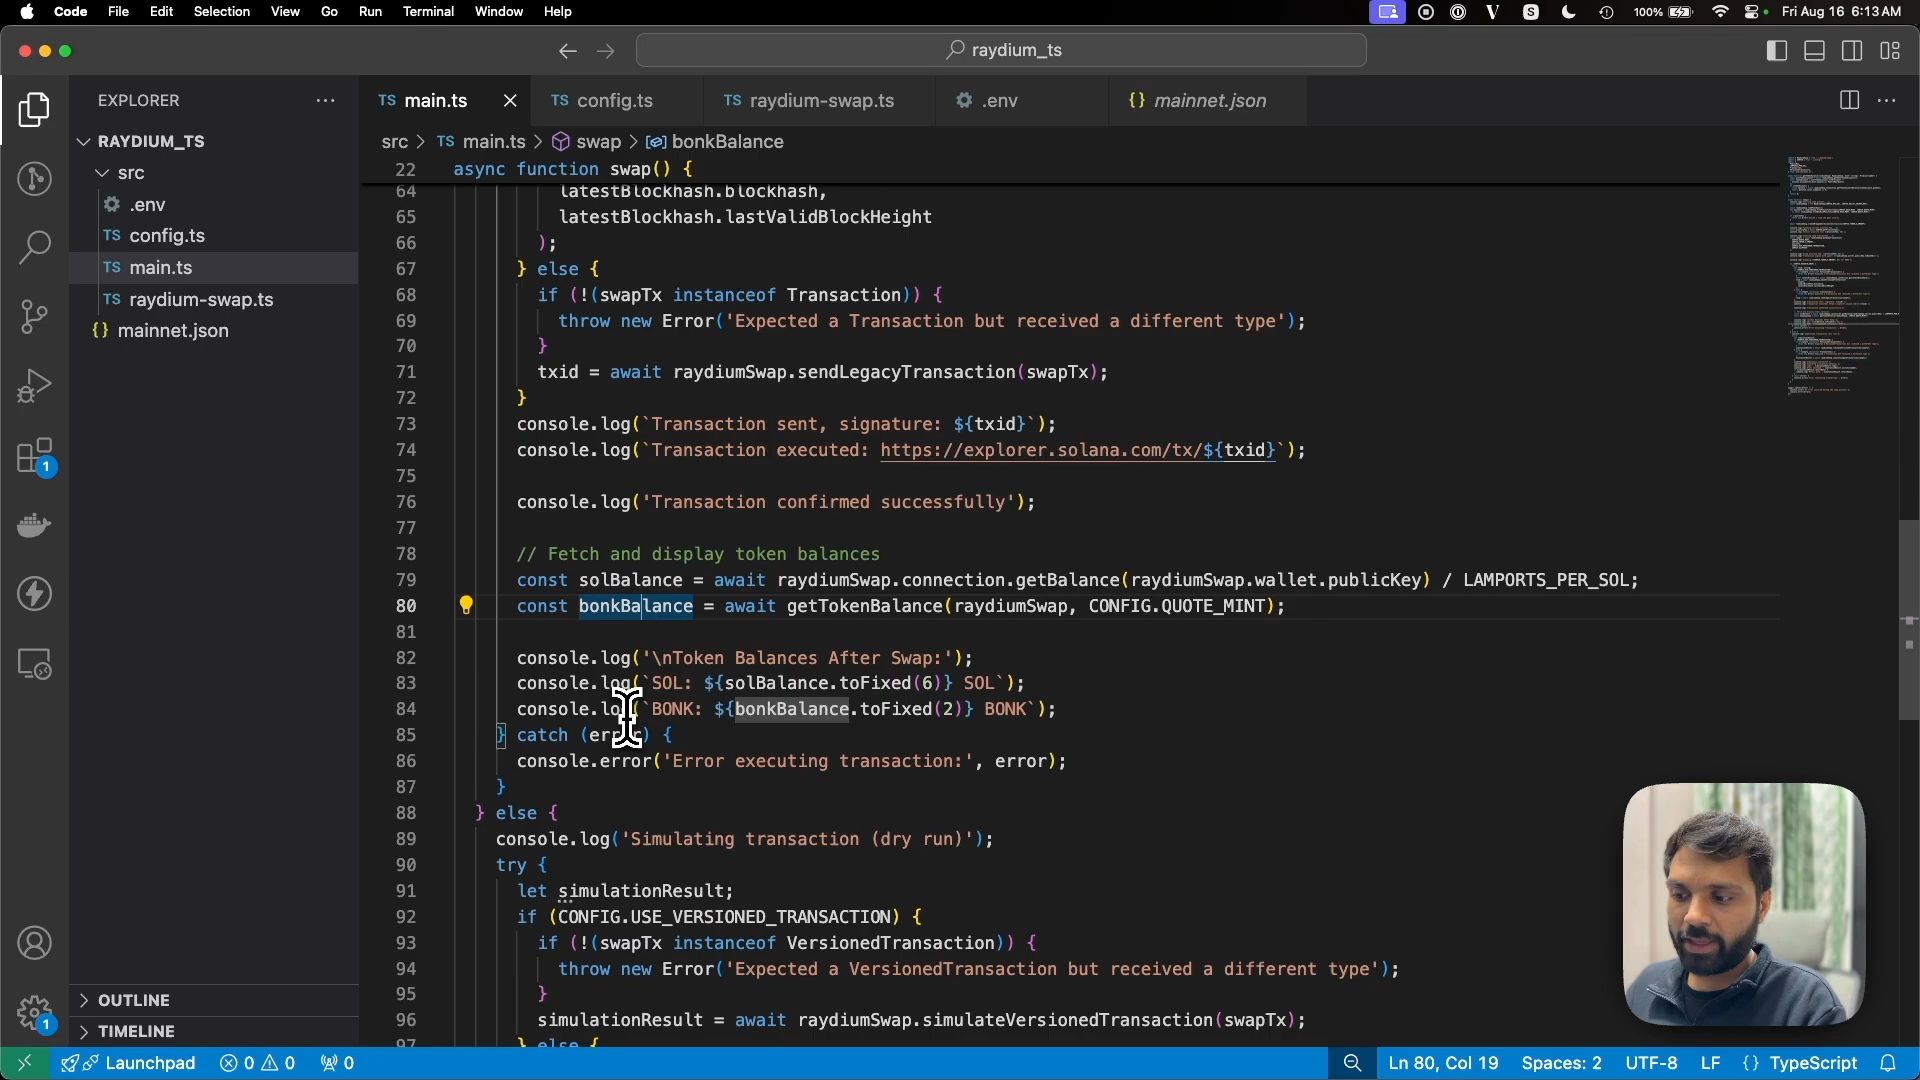 Code File Edit Selection View Go Run Terminal Window Help 100% Fri Aug 16 6:13 AM
raydium_ts
EXPLORER
TS main.ts
TS config.ts
TS raydium-swap.ts
.env
{} mainnet.json
RAYDIUM_TS
src
.env
TS config.ts
TS main.ts
TS raydium-swap.ts
{} mainnet.json
src > TS main.ts > swap > bonkBalance
22 async function swap() {
64 latestBlockhash.blockhash,
65 latestBlockhash.lastValidBlockHeight
66 );
67 } else {
68 if (!(swapTx instanceof Transaction)) {
69 throw new Error('Expected a Transaction but received a different type');
70 }
71 txid = await raydiumSwap.sendLegacyTransaction(swapTx);
72 }
73 console.log(`Transaction sent, signature: ${txid}`);
74 console.log(`Transaction executed: https://explorer.solana.com/tx/${txid}`);
75
76 console.log('Transaction confirmed successfully');
77
78 // Fetch and display token balances
79 const solBalance = await raydiumSwap.connection.getBalance(raydiumSwap.wallet.publicKey) / LAMPORTS_PER_SOL;
80 const bonkBalance = await getTokenBalance(raydiumSwap, CONFIG.QUOTE_MINT);
81
82 console.log('\nToken Balances After Swap:');
83 console.log(`SOL: ${solBalance.toFixed(6)} SOL`);
84 console.log(`BONK: ${bonkBalance.toFixed(2)} BONK`);
85 } catch (error) {
86 console.error('Error executing transaction:', error);
87 }
88 } else {
89 console.log('Simulating transaction (dry run)');
90 try {
91 let simulationResult;
92 if (CONFIG.USE_VERSIONED_TRANSACTION) {
93 if (!(swapTx instanceof VersionedTransaction)) {
94 throw new Error('Expected a VersionedTransaction but received a different type');
95 }
96 simulationResult = await raydiumSwap.simulateVersionedTransaction(swapTx);
97 } else {
1
1
OUTLINE
TIMELINE
Launchpad 0 0 0 Ln 80, Col 19 Spaces: 2 UTF-8 LF {} TypeScript